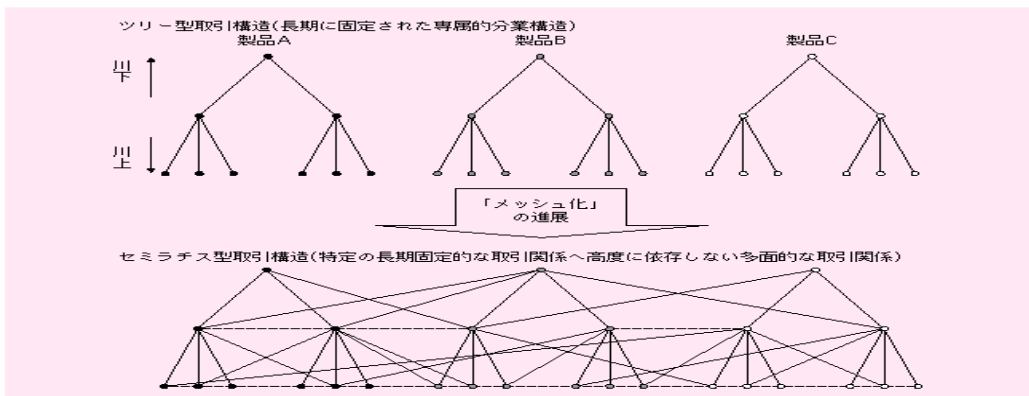 ツリー型取引構造(長期に固定された専属的分業構造)
製品A
製品B
製品C
川下
川上
「メッシュ化」
の進展
セミラチス型取引構造(特定の長期固定的な取引関係へ高度に依存しない多面的な取引関係)